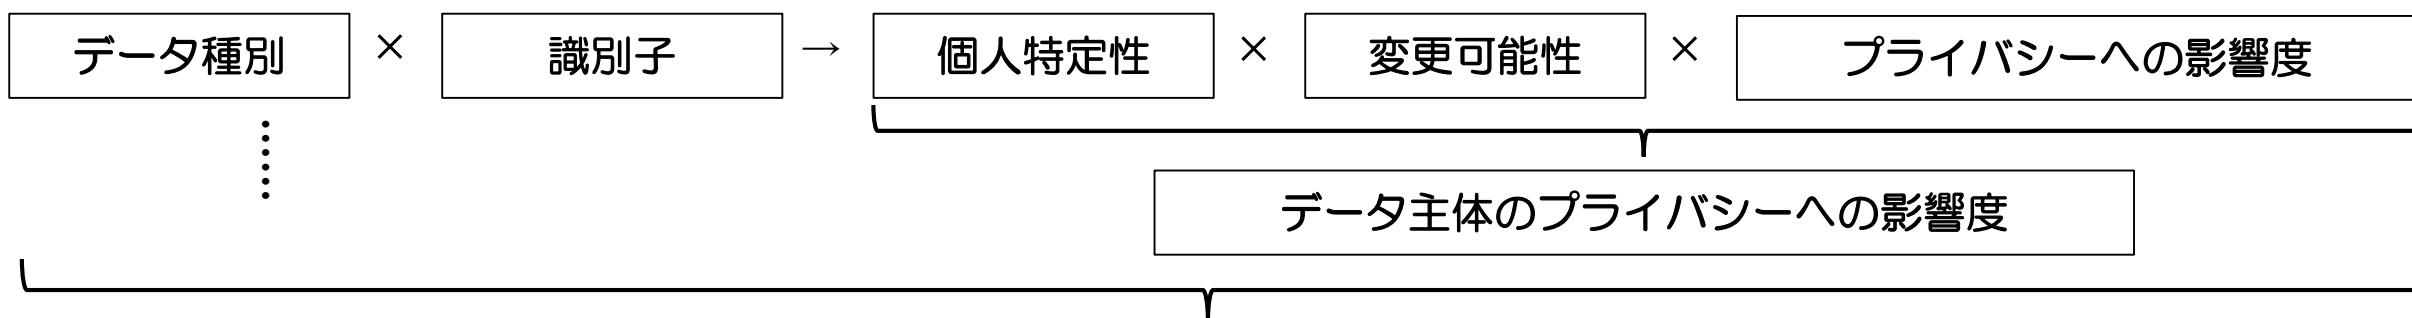 データ種別 × 識別子 → 個人特定性 × 変更可能性 × プライバシーへの影響度
データ主体のプライバシーへの影響度